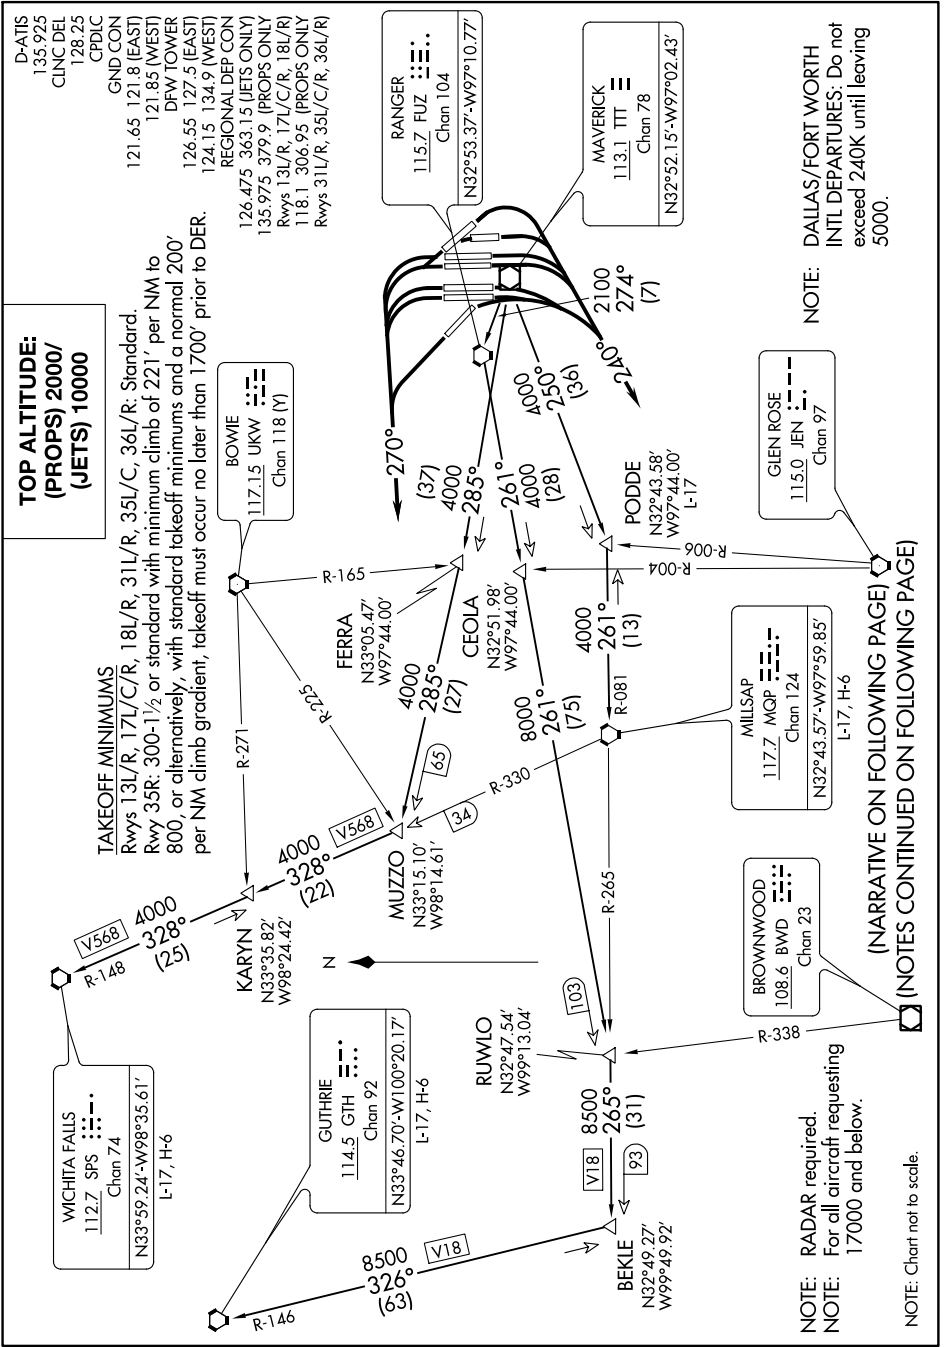 TOP ALTITUDE:
(PROPS) 2000/
(JETS) 10000
D-ATIS
135.925
CLNC DEL
128.25
CPDLC
GND CON
121.65 121.8 (EAST)
121.85 (WEST)
DFW TOWER
126.55 127.5 (EAST)
124.15 134.9 (WEST)
REGIONAL DEP CON
126.475 363.15 (JETS ONLY)
135.975 379.9 (PROPS ONLY
Rwys 13L/R, 17L/C/R, 18L/R)
118.1 306.95 (PROPS ONLY
Rwys 31L/R, 35L/C/R, 36L/R)
TAKEOFF MINIMUMS
Rwys 13L/R, 17L/C/R, 18L/R, 31L/R, 35L/C, 36L/R: Standard.
Rwy 35R: 300-1½ or standard with minimum climb of 221' per NM to
800, or alternatively, with standard takeoff minimums and a normal 200'
per NM climb gradient, takeoff must occur no later than 1700' prior to DER.
WICHITA FALLS
112.7 SPS
Chan 74
N33°59.24'-W98°35.61'
L-17, H-6
V568
R-148
4000
328°
(25)
KARYN
N33°35.82'
W98°24.42'
R-271
BOWIE
117.15 UKW
Chan 118 (Y)
R-225
R-165
4000
328°
(22)
V568
MUZZO
N33°15.10'
W98°14.61'
65
34
4000
285°
(27)
FERRA
N33°05.47'
W97°44.00'
(37)
4000
285°
270°
RANGER
115.7 FUZ
Chan 104
N32°53.37'-W97°10.77'
MAVERICK
113.1 TTT
Chan 78
N32°52.15'-W97°02.43'
GUTHRIE
114.5 GTH
Chan 92
N33°46.70'-W100°20.17'
L-17, H-6
R-146
8500
326°
(63)
V18
N
CEOLA
N32°51.98'
W97°44.00'
261°
4000
(28)
4000
250°
(36)
2100
274°
(7)
240°
8000
261°
(75)
R-330
RUWLO
N32°47.54'
W99°13.04'
103
R-265
R-081
4000
261°
(13)
PODDE
N32°43.58'
W97°44.00'
L-17
V18
8500
265°
(31)
93
BEKLE
N32°49.27'
W99°49.92'
R-338
BROWNWOOD
108.6 BWD
Chan 23
MILLSAP
117.7 MQP
Chan 124
N32°43.57'-W97°59.85'
L-17, H-6
R-004
R-006
GLEN ROSE
115.0 JEN
Chan 97
NOTE: DALLAS/FORT WORTH
INTL DEPARTURES: Do not
exceed 240K until leaving
5000.
NOTE: RADAR required.
NOTE: For all aircraft requesting
17000 and below.
(NARRATIVE ON FOLLOWING PAGE)
(NOTES CONTINUED ON FOLLOWING PAGE)
NOTE: Chart not to scale.